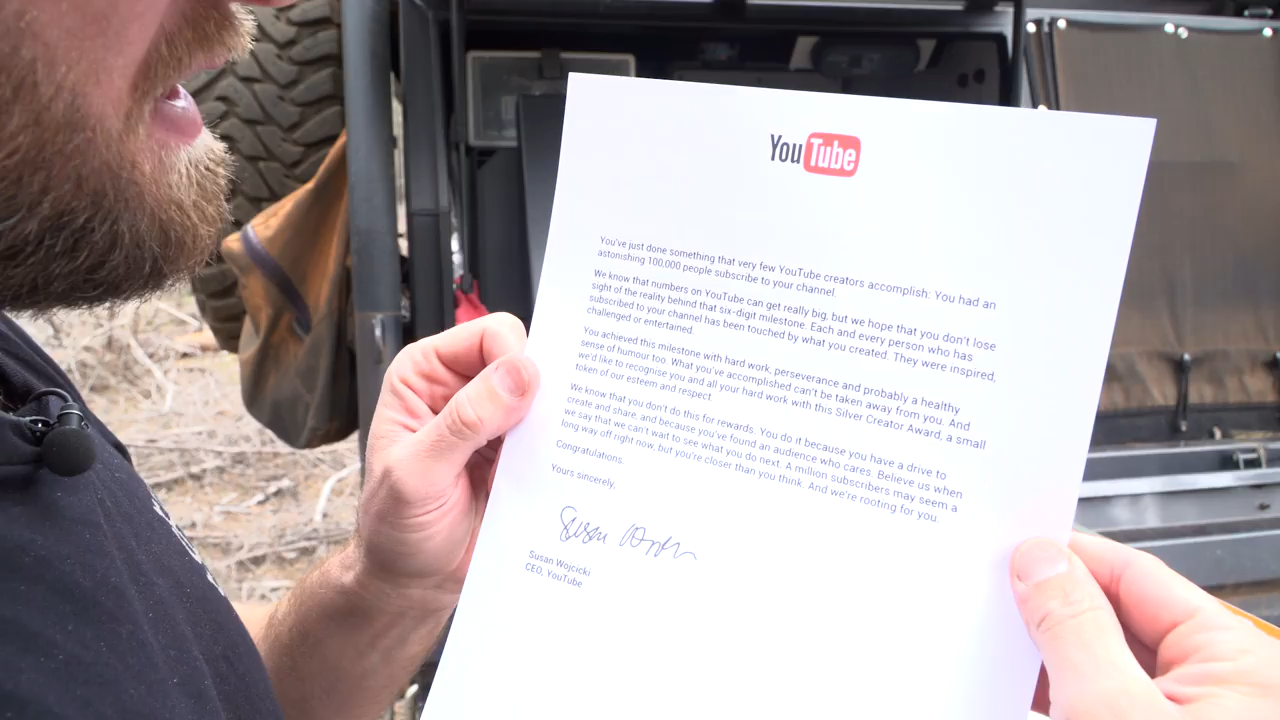 YouTube
You've just done something that very few YouTube creators accomplish: You had an
astonishing 100,000 people subscribe to your channel.
We know that numbers on YouTube can get really big, but we hope that you don't lose
sight of the reality behind that six-digit milestone. Each and every person who has
subscribed to your channel has been touched by what you created. They were inspired,
challenged or entertained.
You achieved this milestone with hard work, perseverance and probably a healthy
sense of humour too. What you've accomplished can't be taken away from you. And
we'd like to recognise you and all your hard work with this Silver Creator Award, a small
token of our esteem and respect.
We know that you don't do this for rewards. You do it because you have a drive to
create and share, and because you've found an audience who cares. Believe us when
we say that we can't wait to see what you do next. A million subscribers may seem a
long way off right now, but you're closer than you think. And we're rooting for you.
Congratulations.
Yours sincerely,
Susan Wojcicki
CEO, YouTube